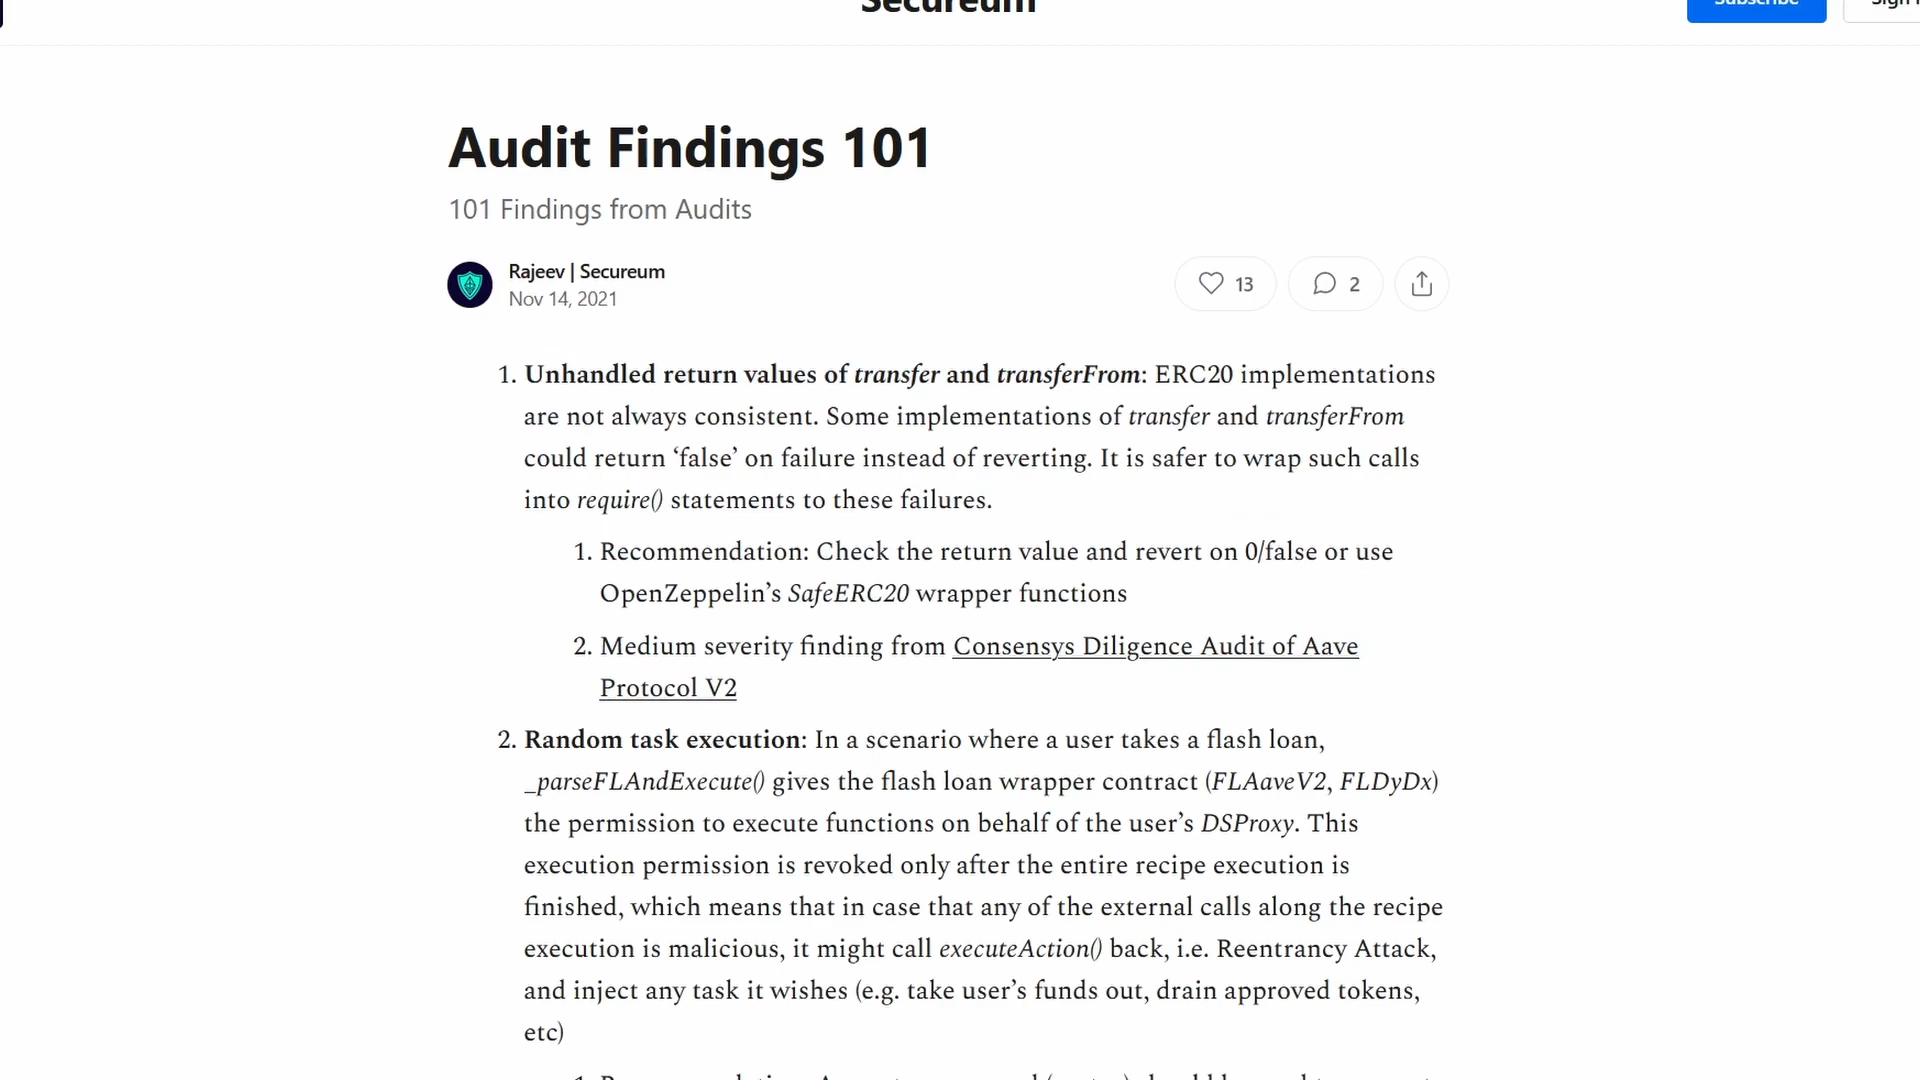 Secureum
Subscribe
Sign
Audit Findings 101
101 Findings from Audits
Rajeev | Secureum
Nov 14, 2021
13
2
1. Unhandled return values of transfer and transferFrom: ERC20 implementations
are not always consistent. Some implementations of transfer and transferFrom
could return ‘false’ on failure instead of reverting. It is safer to wrap such calls
into require() statements to these failures.
1. Recommendation: Check the return value and revert on 0/false or use
OpenZeppelin’s SafeERC20 wrapper functions
2. Medium severity finding from Consensys Diligence Audit of Aave
Protocol V2
2. Random task execution: In a scenario where a user takes a flash loan,
_parseFLAndExecute() gives the flash loan wrapper contract (FLAaveV2, FLDyDx)
the permission to execute functions on behalf of the user’s DSProxy. This
execution permission is revoked only after the entire recipe execution is
finished, which means that in case that any of the external calls along the recipe
execution is malicious, it might call executeAction() back, i.e. Reentrancy Attack,
and inject any task it wishes (e.g. take user’s funds out, drain approved tokens,
etc)